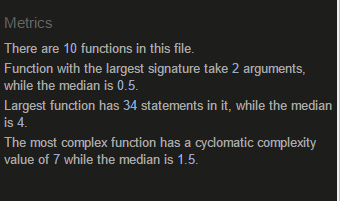 Metrics
There are 10 functions in this file.
Function with the largest signature take 2 arguments,
while the median is 0.5.
Largest function has 34 statements in it, while the median
is 4.
The most complex function has a cyclomatic complexity
value of 7 while the median is 1.5.